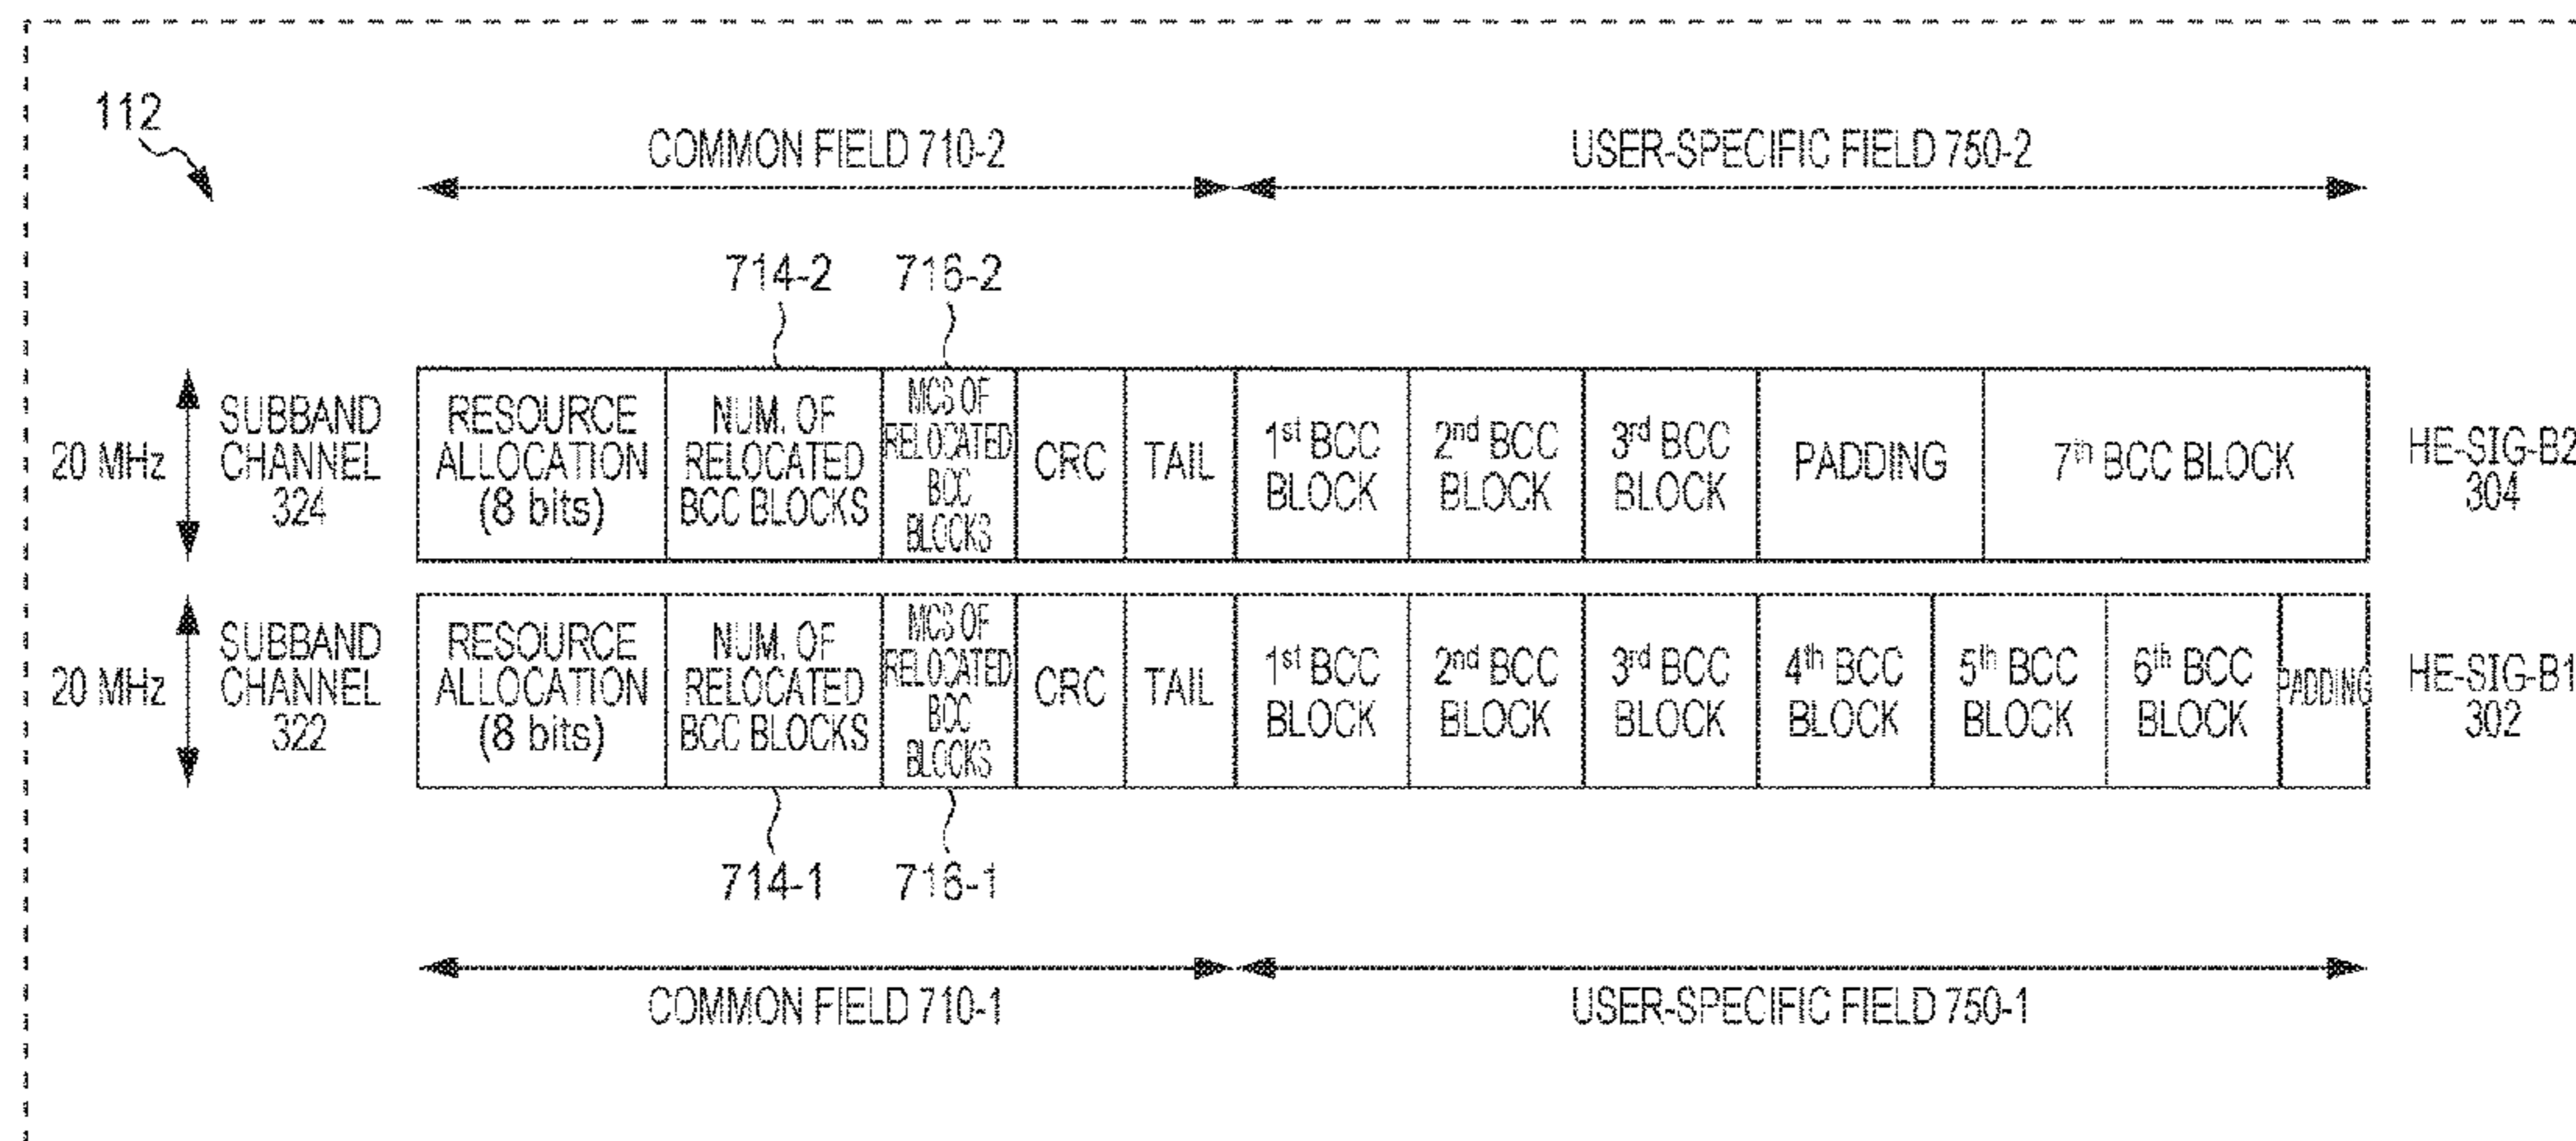 112
COMMON FIELD 710-2
USER-SPECIFIC FIELD 750-2
714-2
716-2
20 MHz
SUBBAND
CHANNEL
324
RESOURCE
ALLOCATION
(8 bits)
NUM. OF
RELOCATED
BCC BLOCKS
MCS OF
RELOCATED
BCC
BLOCKS
CRC
TAIL
1st BCC
BLOCK
2nd BCC
BLOCK
3rd BCC
BLOCK
PADDING
7th BCC BLOCK
HE-SIG-B2
304
20 MHz
SUBBAND
CHANNEL
322
RESOURCE
ALLOCATION
(8 bits)
NUM. OF
RELOCATED
BCC BLOCKS
MCS OF
RELOCATED
BCC
BLOCKS
CRC
TAIL
1st BCC
BLOCK
2nd BCC
BLOCK
3rd BCC
BLOCK
4th BCC
BLOCK
5th BCC
BLOCK
6th BCC
BLOCK
PADDING
HE-SIG-B1
302
714-1
716-1
COMMON FIELD 710-1
USER-SPECIFIC FIELD 750-1